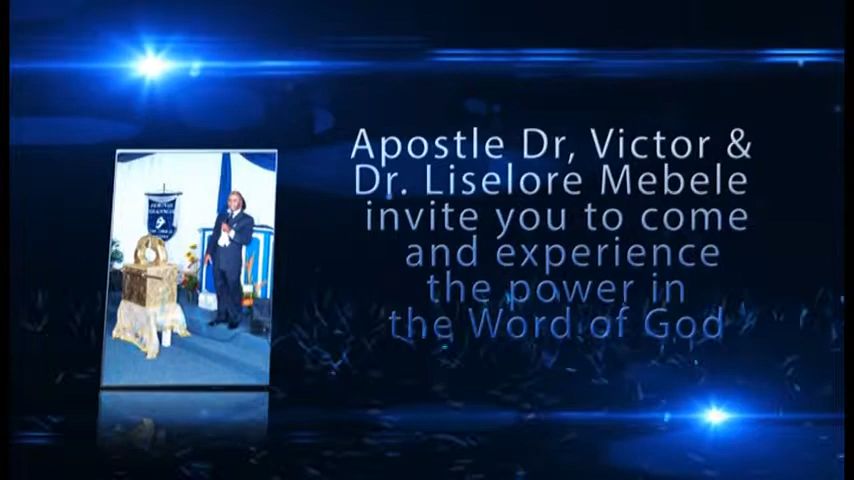 Apostle Dr, Victor &
Dr. Liselore Mebele
invite you to come
and experience
the power in
the Word of God